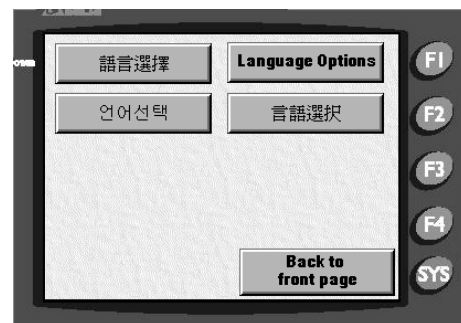 語言選擇
Language Options
언어선택
言語選択
Back to
front page
F1
F2
F3
F4
SYS